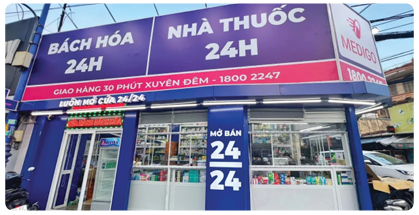 BÁCH HÓA
24H
NHÀ THUỐC
24H
MEDIGO
GIAO HÀNG 30 PHÚT XUYÊN ĐÊM - 1800 2247
1800 2247
LUÔN MỞ CỬA 24/24
MỞ BÁN
24
24